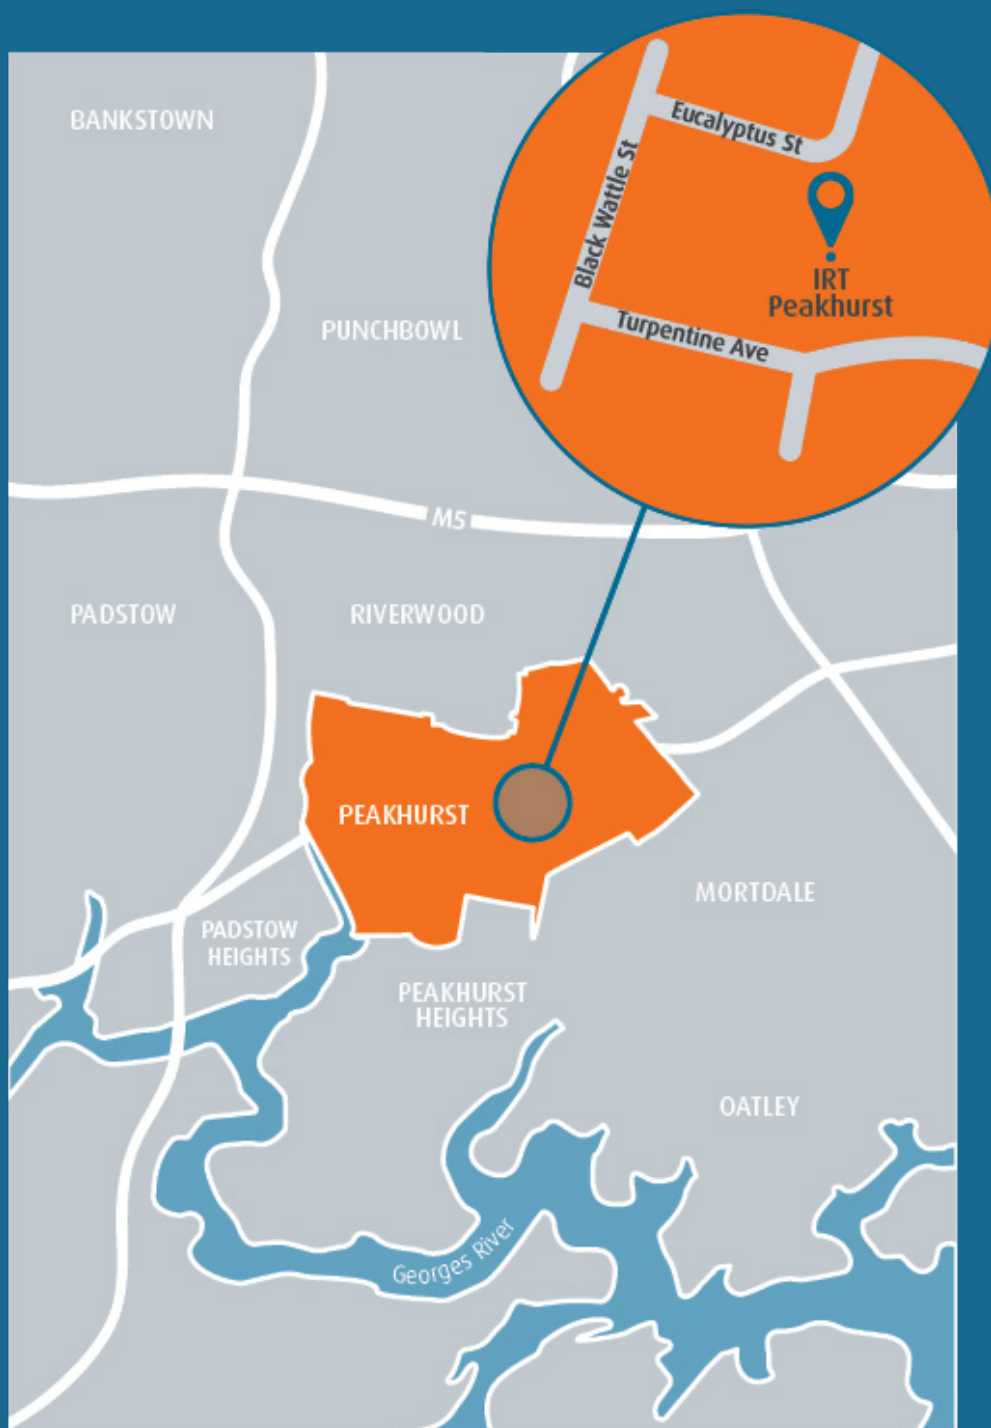 BANKSTOWN
Eucalyptus St
Black Wattle St
IRT
Peakhurst
Turpentine Ave
PUNCHBOWL
M5
PADSTOW
RIVERWOOD
PEAKHURST
MORTDALE
PADSTOW
HEIGHTS
PEAKHURST
HEIGHTS
OATLEY
Georges River